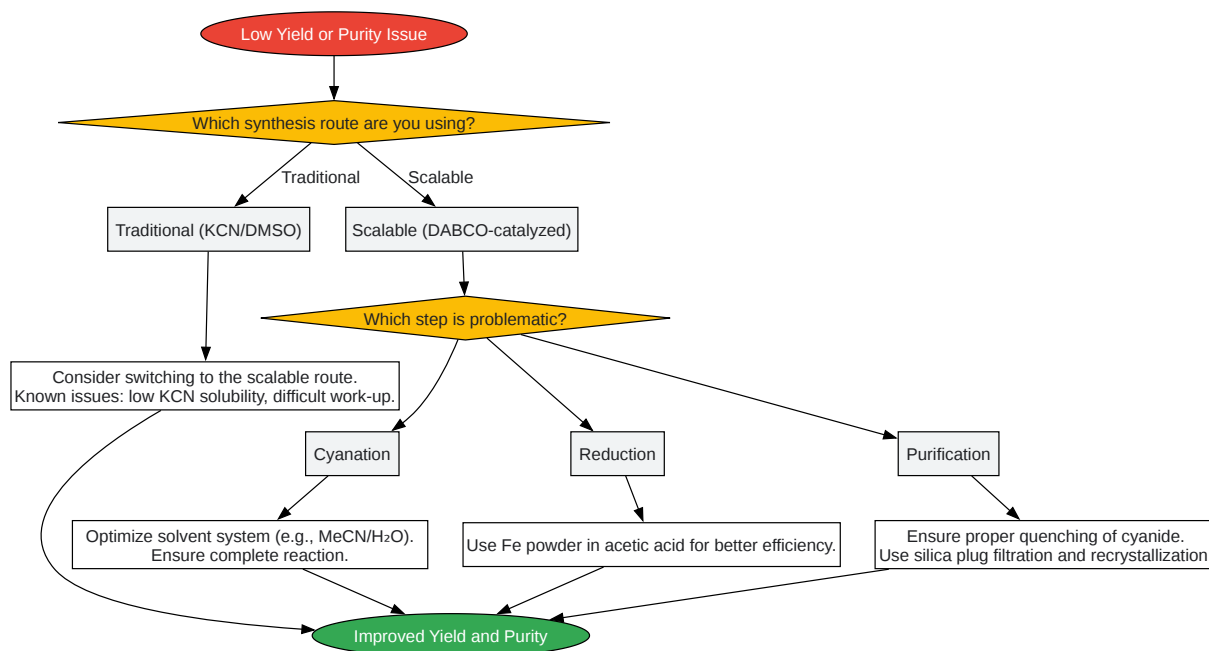 Low Yield or Purity Issue
Which synthesis route are you using?
Traditional
Scalable
Traditional (KCN/DMSO)
Scalable (DABCO-catalyzed)
Which step is problematic?
Consider switching to the scalable route.
Known issues: low KCN solubility, difficult work-up.
Cyanation
Reduction
Purification
Optimize solvent system (e.g., MeCN/H₂O).
Ensure complete reaction.
Use Fe powder in acetic acid for better efficiency.
Ensure proper quenching of cyanide.
Use silica plug filtration and recrystallization
Improved Yield and Purity